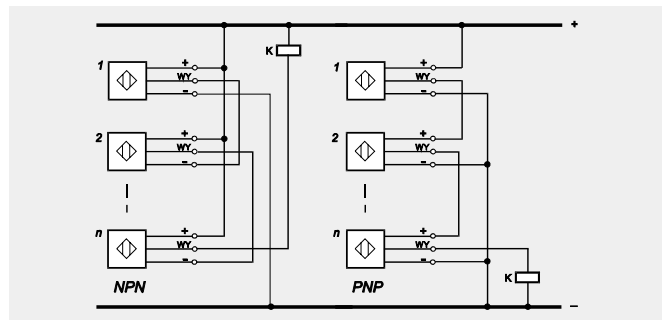 +
K
1 + WY - 1 + WY -
2 + WY - 2 + WY -
n + WY - n + WY -
K
NPN PNP
–